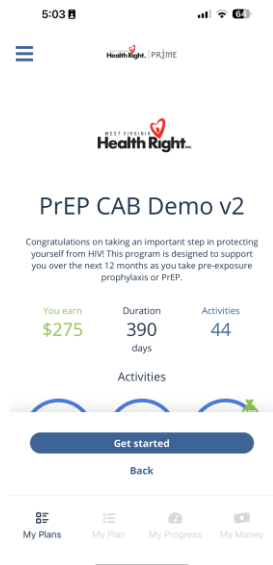 5:03
64
Health Right. | PRIME
WEST VIRGINIA
Health Right
PrEP CAB Demo v2
Congratulations on taking an important step in protecting
yourself from HIV! This program is designed to support
you over the next 12 months as you take pre-exposure
prophylaxis or PrEP.
You earn Duration Activities
$275 390 44
days
Activities
Get started
Back
My Plans My Plan My Progress My Money